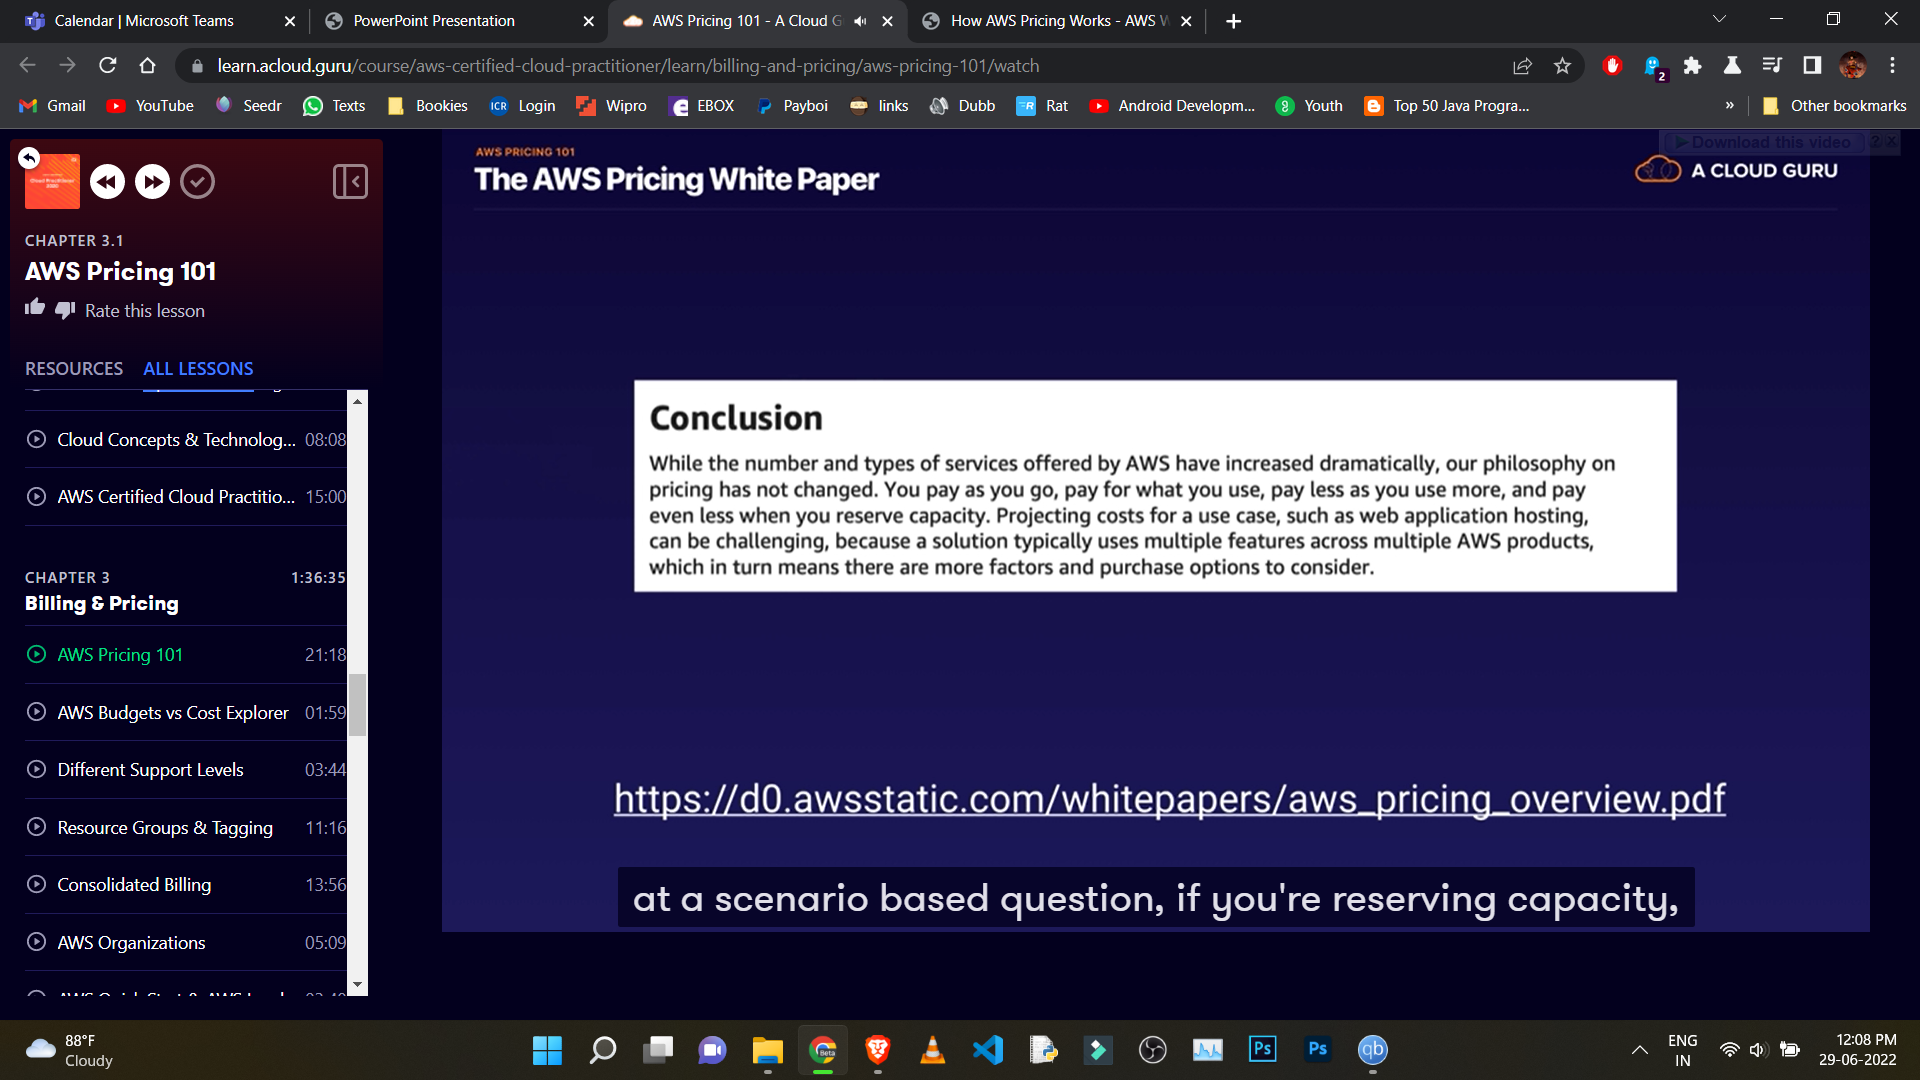 Calendar | Microsoft Teams
PowerPoint Presentation
AWS Pricing 101 - A Cloud G
How AWS Pricing Works - AWS W
learn.acloud.guru/course/aws-certified-cloud-practitioner/learn/billing-and-pricing/aws-pricing-101/watch
2
Gmail
YouTube
Seedr
Texts
Bookies
ICR
Login
Wipro
EBOX
Payboi
links
Dubb
Rat
Android Developm...
Youth
Top 50 Java Progra...
»
Other bookmarks
CHAPTER 3.1
AWS Pricing 101
Rate this lesson
RESOURCES
ALL LESSONS
Cloud Concepts & Technolog... 08:08
AWS Certified Cloud Practitio... 15:00
CHAPTER 3 1:36:35
Billing & Pricing
AWS Pricing 101 21:18
AWS Budgets vs Cost Explorer 01:59
Different Support Levels 03:44
Resource Groups & Tagging 11:16
Consolidated Billing 13:56
AWS Organizations 05:09
AWS PRICING 101
The AWS Pricing White Paper
Download this video ? X
A CLOUD GURU
Conclusion
While the number and types of services offered by AWS have increased dramatically, our philosophy on
pricing has not changed. You pay as you go, pay for what you use, pay less as you use more, and pay
even less when you reserve capacity. Projecting costs for a use case, such as web application hosting,
can be challenging, because a solution typically uses multiple features across multiple AWS products,
which in turn means there are more factors and purchase options to consider.
https://d0.awsstatic.com/whitepapers/aws_pricing_overview.pdf
at a scenario based question, if you're reserving capacity,
88°F
Cloudy
Beta
Ps
Ps
qb
ENG
IN
12:08 PM
29-06-2022